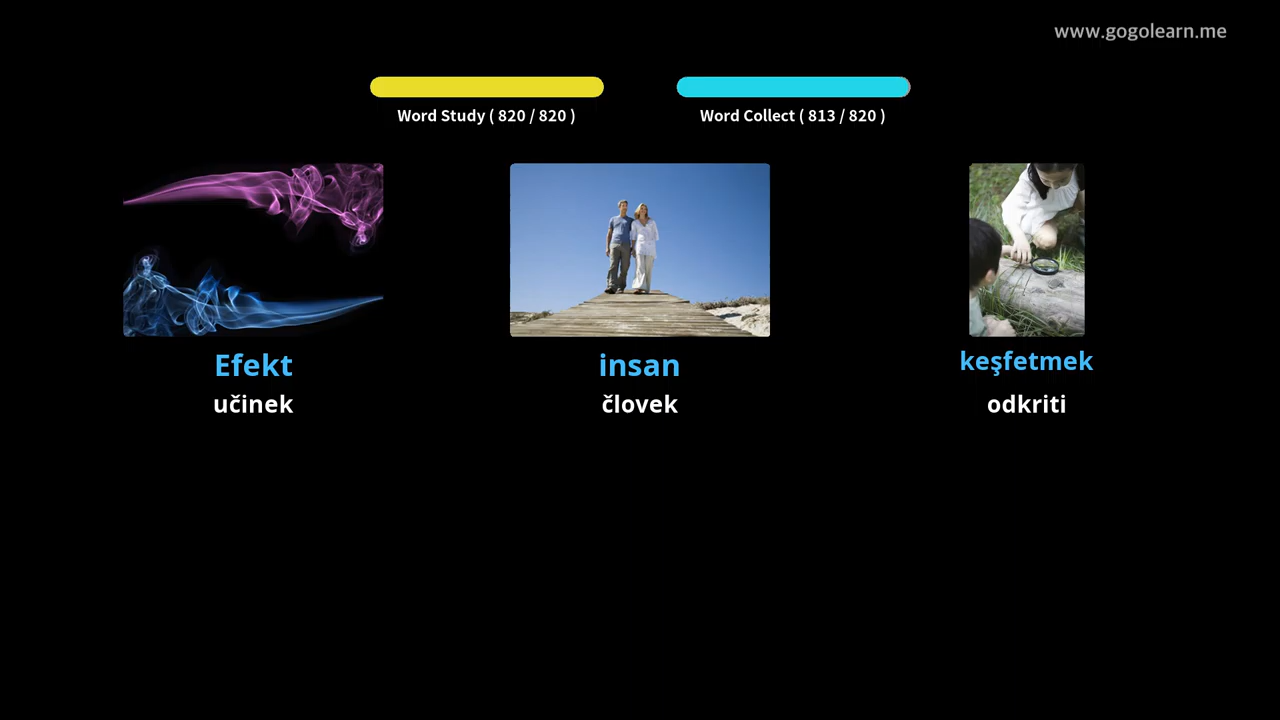 www.gogolearn.me
Word Study ( 820 / 820 )
Word Collect ( 813 / 820 )
Efekt
učinek
insan
človek
keşfetmek
odkriti